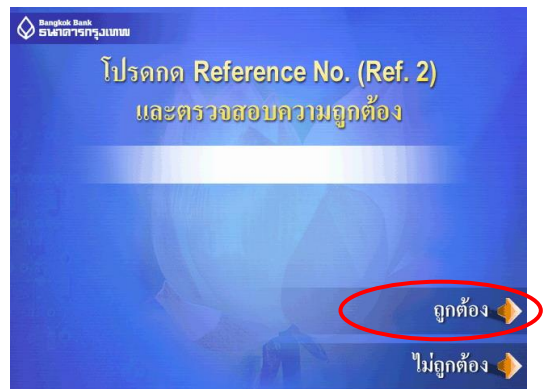 Bangkok Bank
ธนาคารกรุงเทพ
โปรดกด Reference No. (Ref. 2)
และตรวจสอบความถูกต้อง
ถูกต้อง
ไม่ถูกต้อง